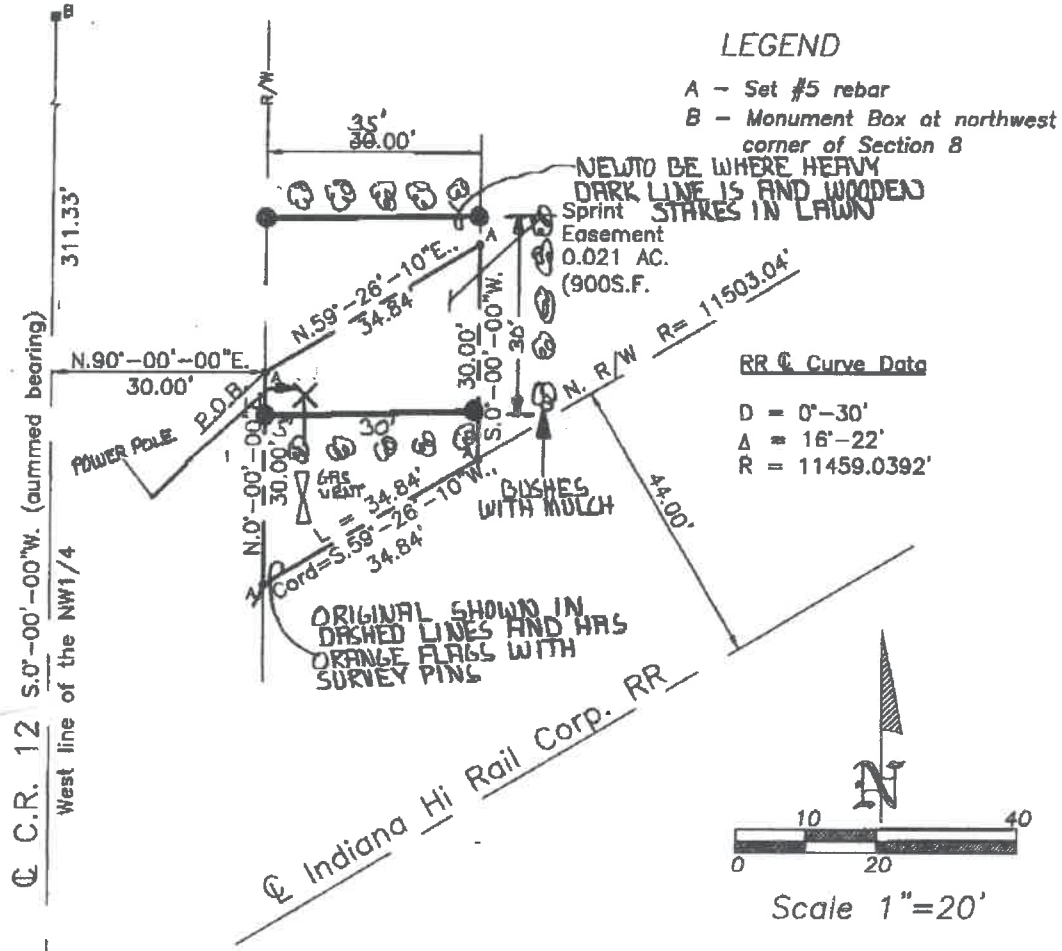 B
LEGEND
A - Set #5 rebar
B - Monument Box at northwest
corner of Section 8
R/W
35'
30.00'
NEW TO BE WHERE HEAVY
DARK LINE IS AND WOODEN
STAKES IN LAWN
Sprint
Easement
0.021 AC.
(900S.F.
311.33'
A
N.59°-26'-10"E..
34.84
S.0°-00'-00"W.
30.00'
30'
N. R/W R= 11503.04'
N.90°-00'-00"E.
30.00'
A
P.O.B.
POWER POLE
RR ℄ Curve Data
D = 0°-30'
Δ = 16°-22'
R = 11459.0392'
30'
N.0°-00'-00"
30.00'
GAS
VENT
A
L = 34.84'
Cord=S.59°-26'-10"W..
34.84'
BUSHES
WITH MULCH
44.00'
A
ORIGINAL SHOWN IN
DASHED LINES AND HAS
ORANGE FLAGS WITH
SURVEY PINS
℄ C.R. 12 S.0°-00'-00"W. (aummed bearing)
West line of the NW1/4
℄ Indiana Hi Rail Corp. RR
N
10 40
0 20
Scale 1"=20'